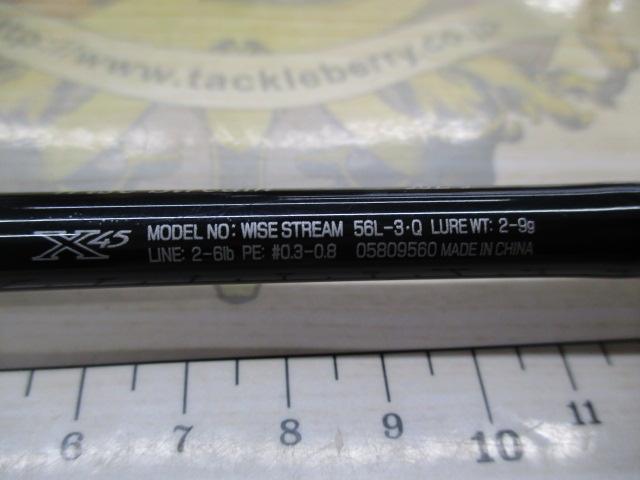 http://www.tackleberry.co.jp
X45 MODEL NO: WISE STREAM 56L-3·Q LURE WT: 2-9g
LINE: 2-6lb PE: #0.3-0.8 05809560 MADE IN CHINA
6 7 8 9 10 11